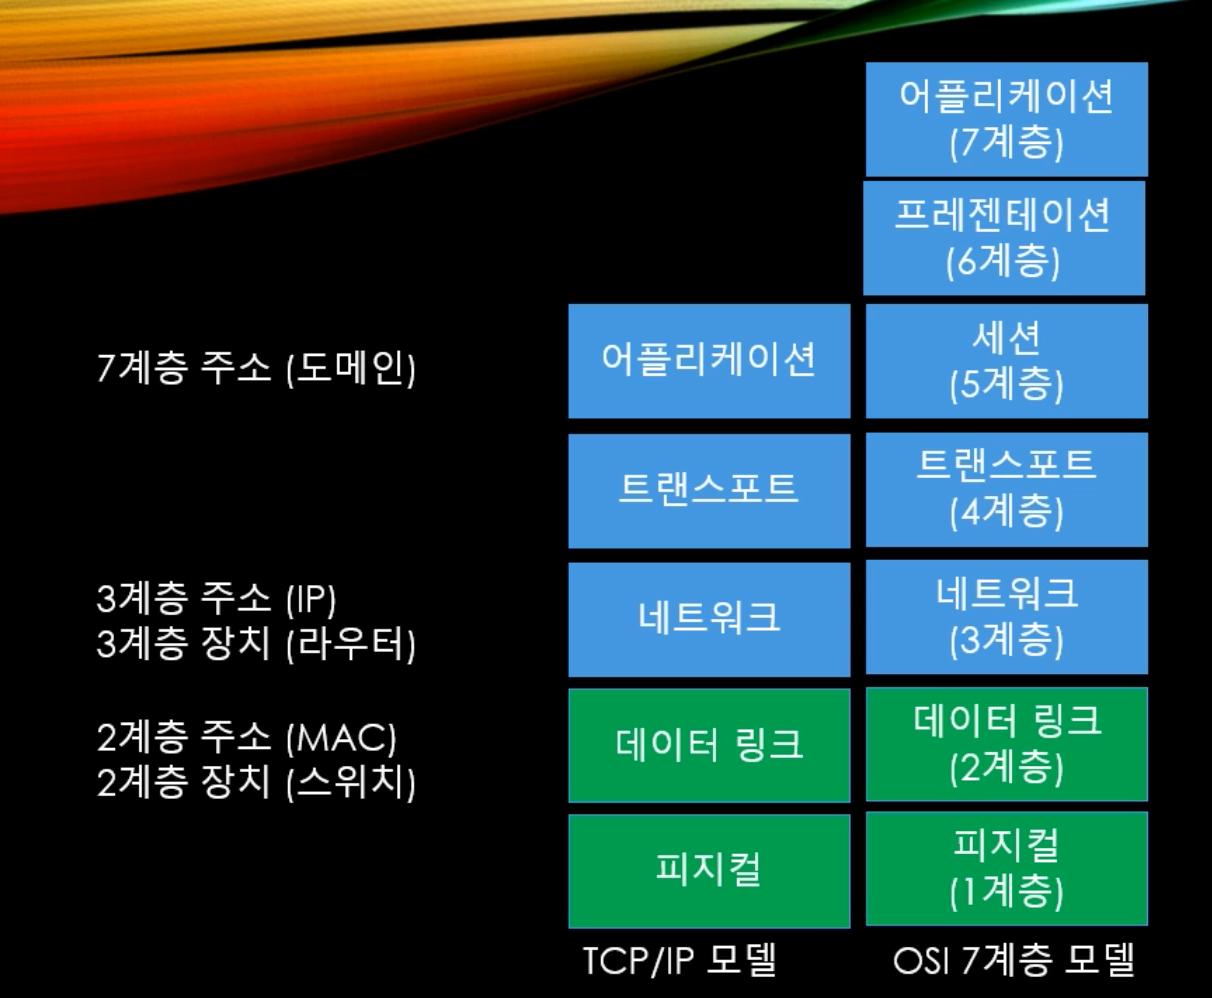 어플리케이션
(7계층)
프레젠테이션
(6계층)
7계층 주소 (도메인)
어플리케이션
세션
(5계층)
트랜스포트
트랜스포트
(4계층)
3계층 주소 (IP)
3계층 장치 (라우터)
네트워크
네트워크
(3계층)
2계층 주소 (MAC)
2계층 장치 (스위치)
데이터 링크
데이터 링크
(2계층)
피지컬
피지컬
(1계층)
TCP/IP 모델
OSI 7계층 모델